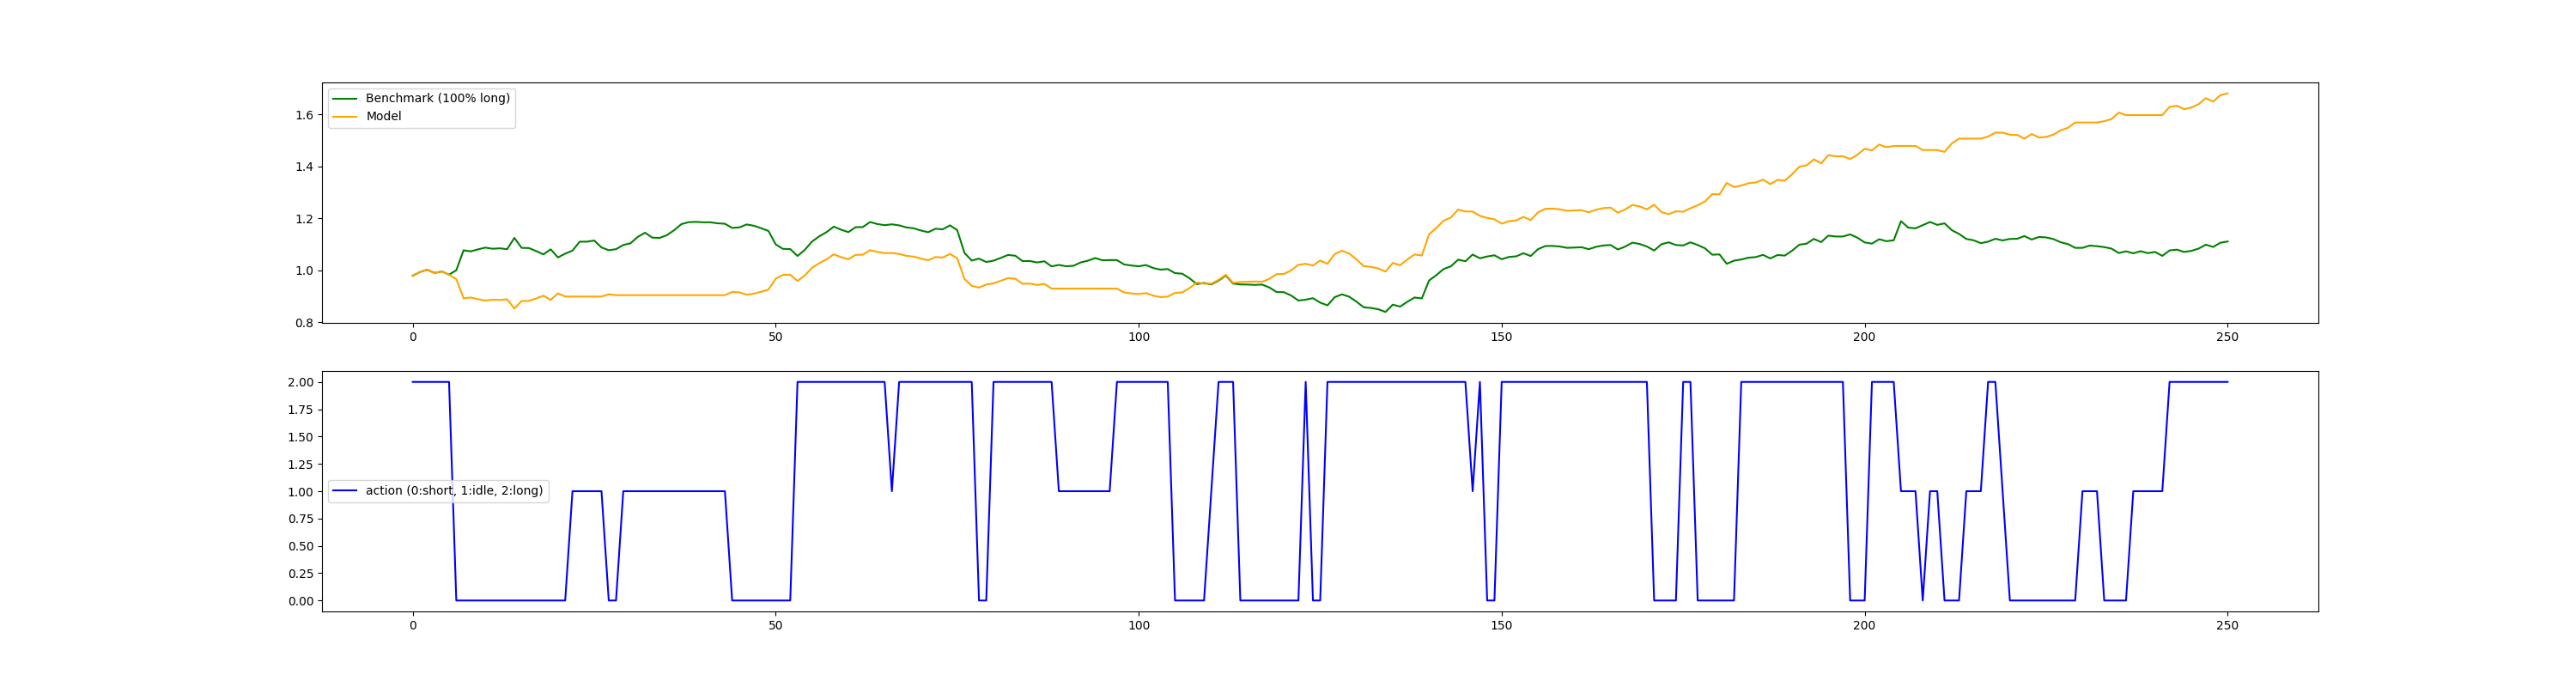 Benchmark (100% long)
Model
1.6
1.4
1.2
1.0
0.8
0 50 100 150 200 250
2.00
1.75
1.50
1.25
1.00
0.75
0.50
0.25
0.00
action (0:short, 1:idle, 2:long)
0 50 100 150 200 250